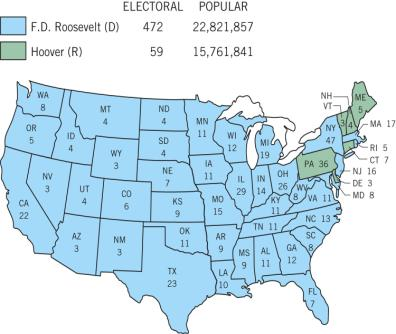 ELECTORAL POPULAR
F.D. Roosevelt (D) 472 22,821,857
Hoover (R) 59 15,761,841
WA 8
OR 5
CA 22
NV 3
ID 4
MT 4
WY 3
UT 4
AZ 3
CO 6
NM 3
ND 4
SD 4
NE 7
KS 9
OK 11
TX 23
MN 11
IA 11
MO 15
AR 9
LA 10
WI 12
IL 29
MI 19
IN 14
OH 26
KY 11
TN 11
MS 9
AL 11
GA 12
FL 7
SC 8
NC 13
VA 11
WV 8
PA 36
NY 47
VT 3
NH 4
ME 5
MA 17
RI 5
CT 7
NJ 16
DE 3
MD 8